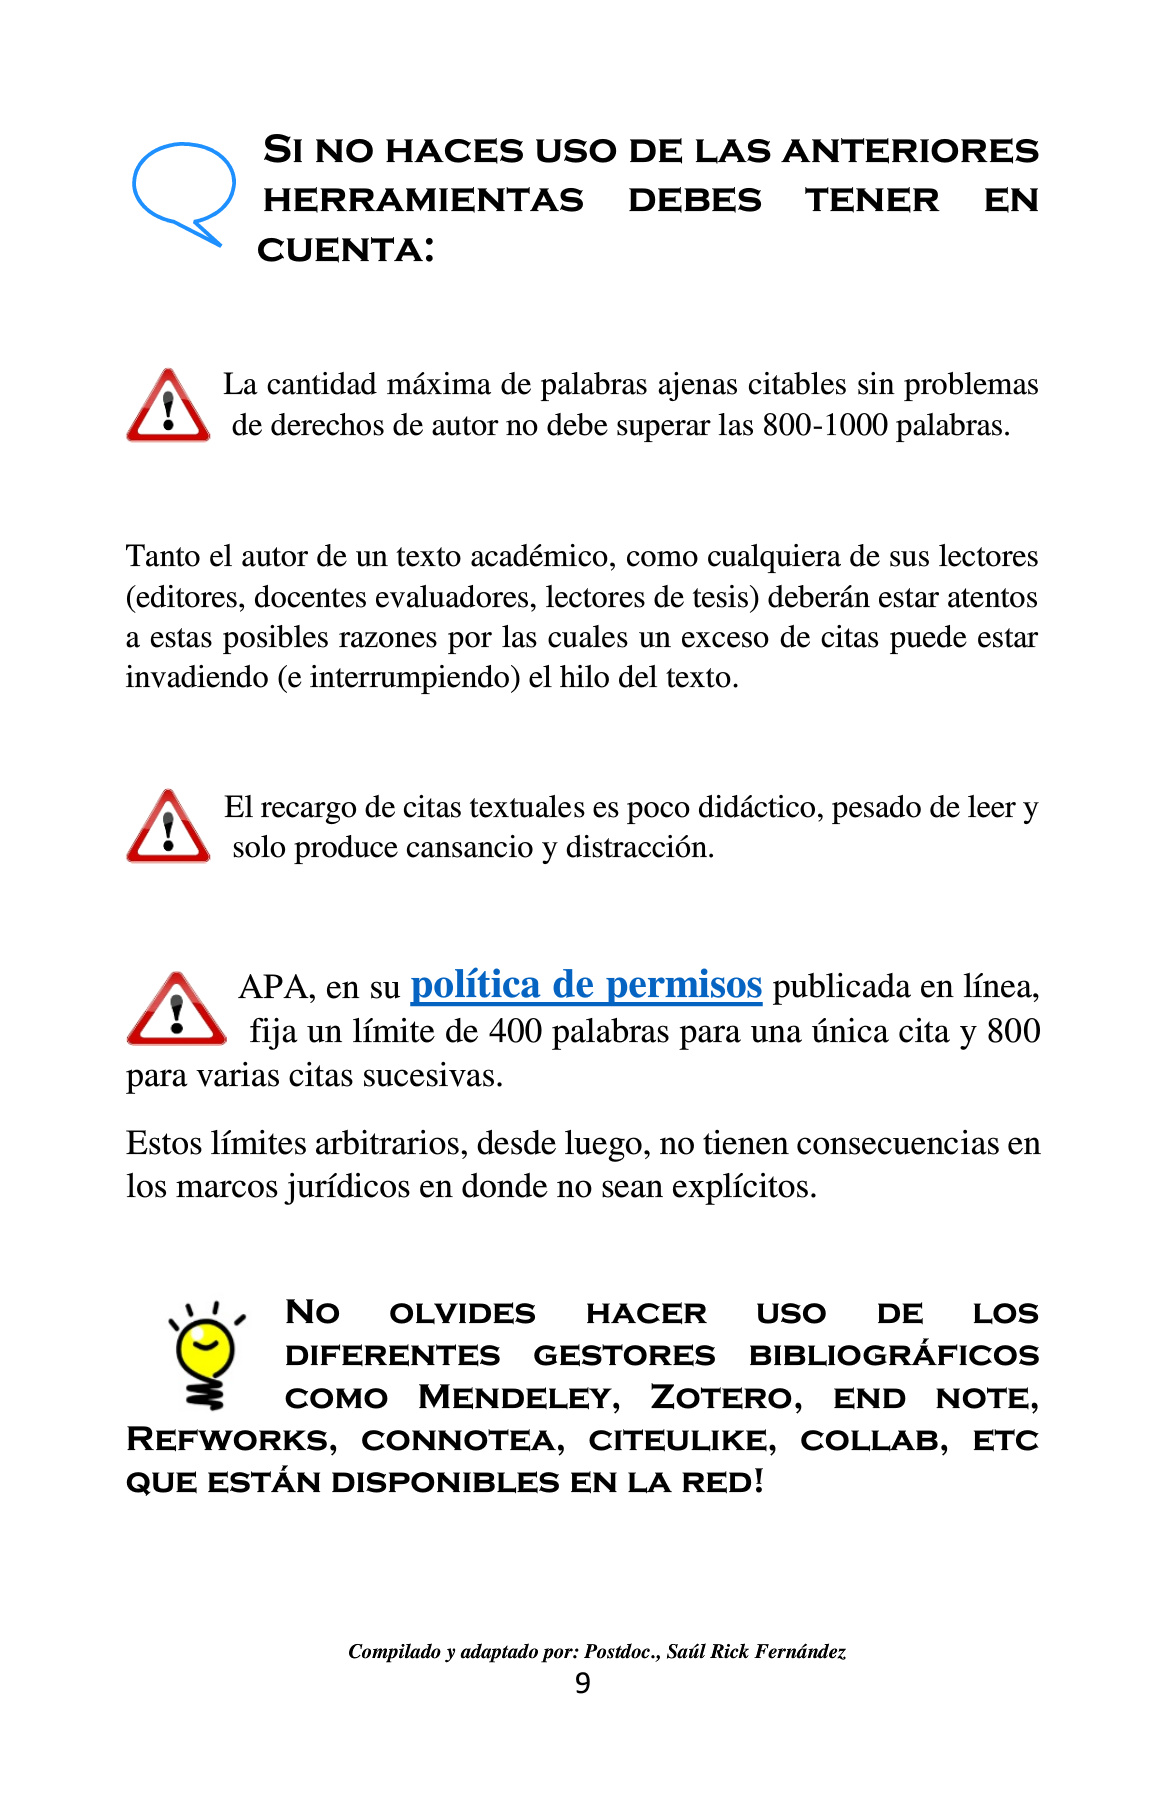 Si no haces uso de las anteriores
herramientas debes tener en
cuenta:
La cantidad máxima de palabras ajenas citables sin problemas
de derechos de autor no debe superar las 800-1000 palabras.
Tanto el autor de un texto académico, como cualquiera de sus lectores
(editores, docentes evaluadores, lectores de tesis) deberán estar atentos
a estas posibles razones por las cuales un exceso de citas puede estar
invadiendo (e interrumpiendo) el hilo del texto.
El recargo de citas textuales es poco didáctico, pesado de leer y
solo produce cansancio y distracción.
APA, en su política de permisos publicada en línea,
fija un límite de 400 palabras para una única cita y 800
para varias citas sucesivas.
Estos límites arbitrarios, desde luego, no tienen consecuencias en
los marcos jurídicos en donde no sean explícitos.
No olvides hacer uso de los
diferentes gestores bibliográficos
como Mendeley, Zotero, end note,
Refworks, connotea, citeulike, collab, etc
que están disponibles en la red!
Compilado y adaptado por: Postdoc., Saúl Rick Fernández
9